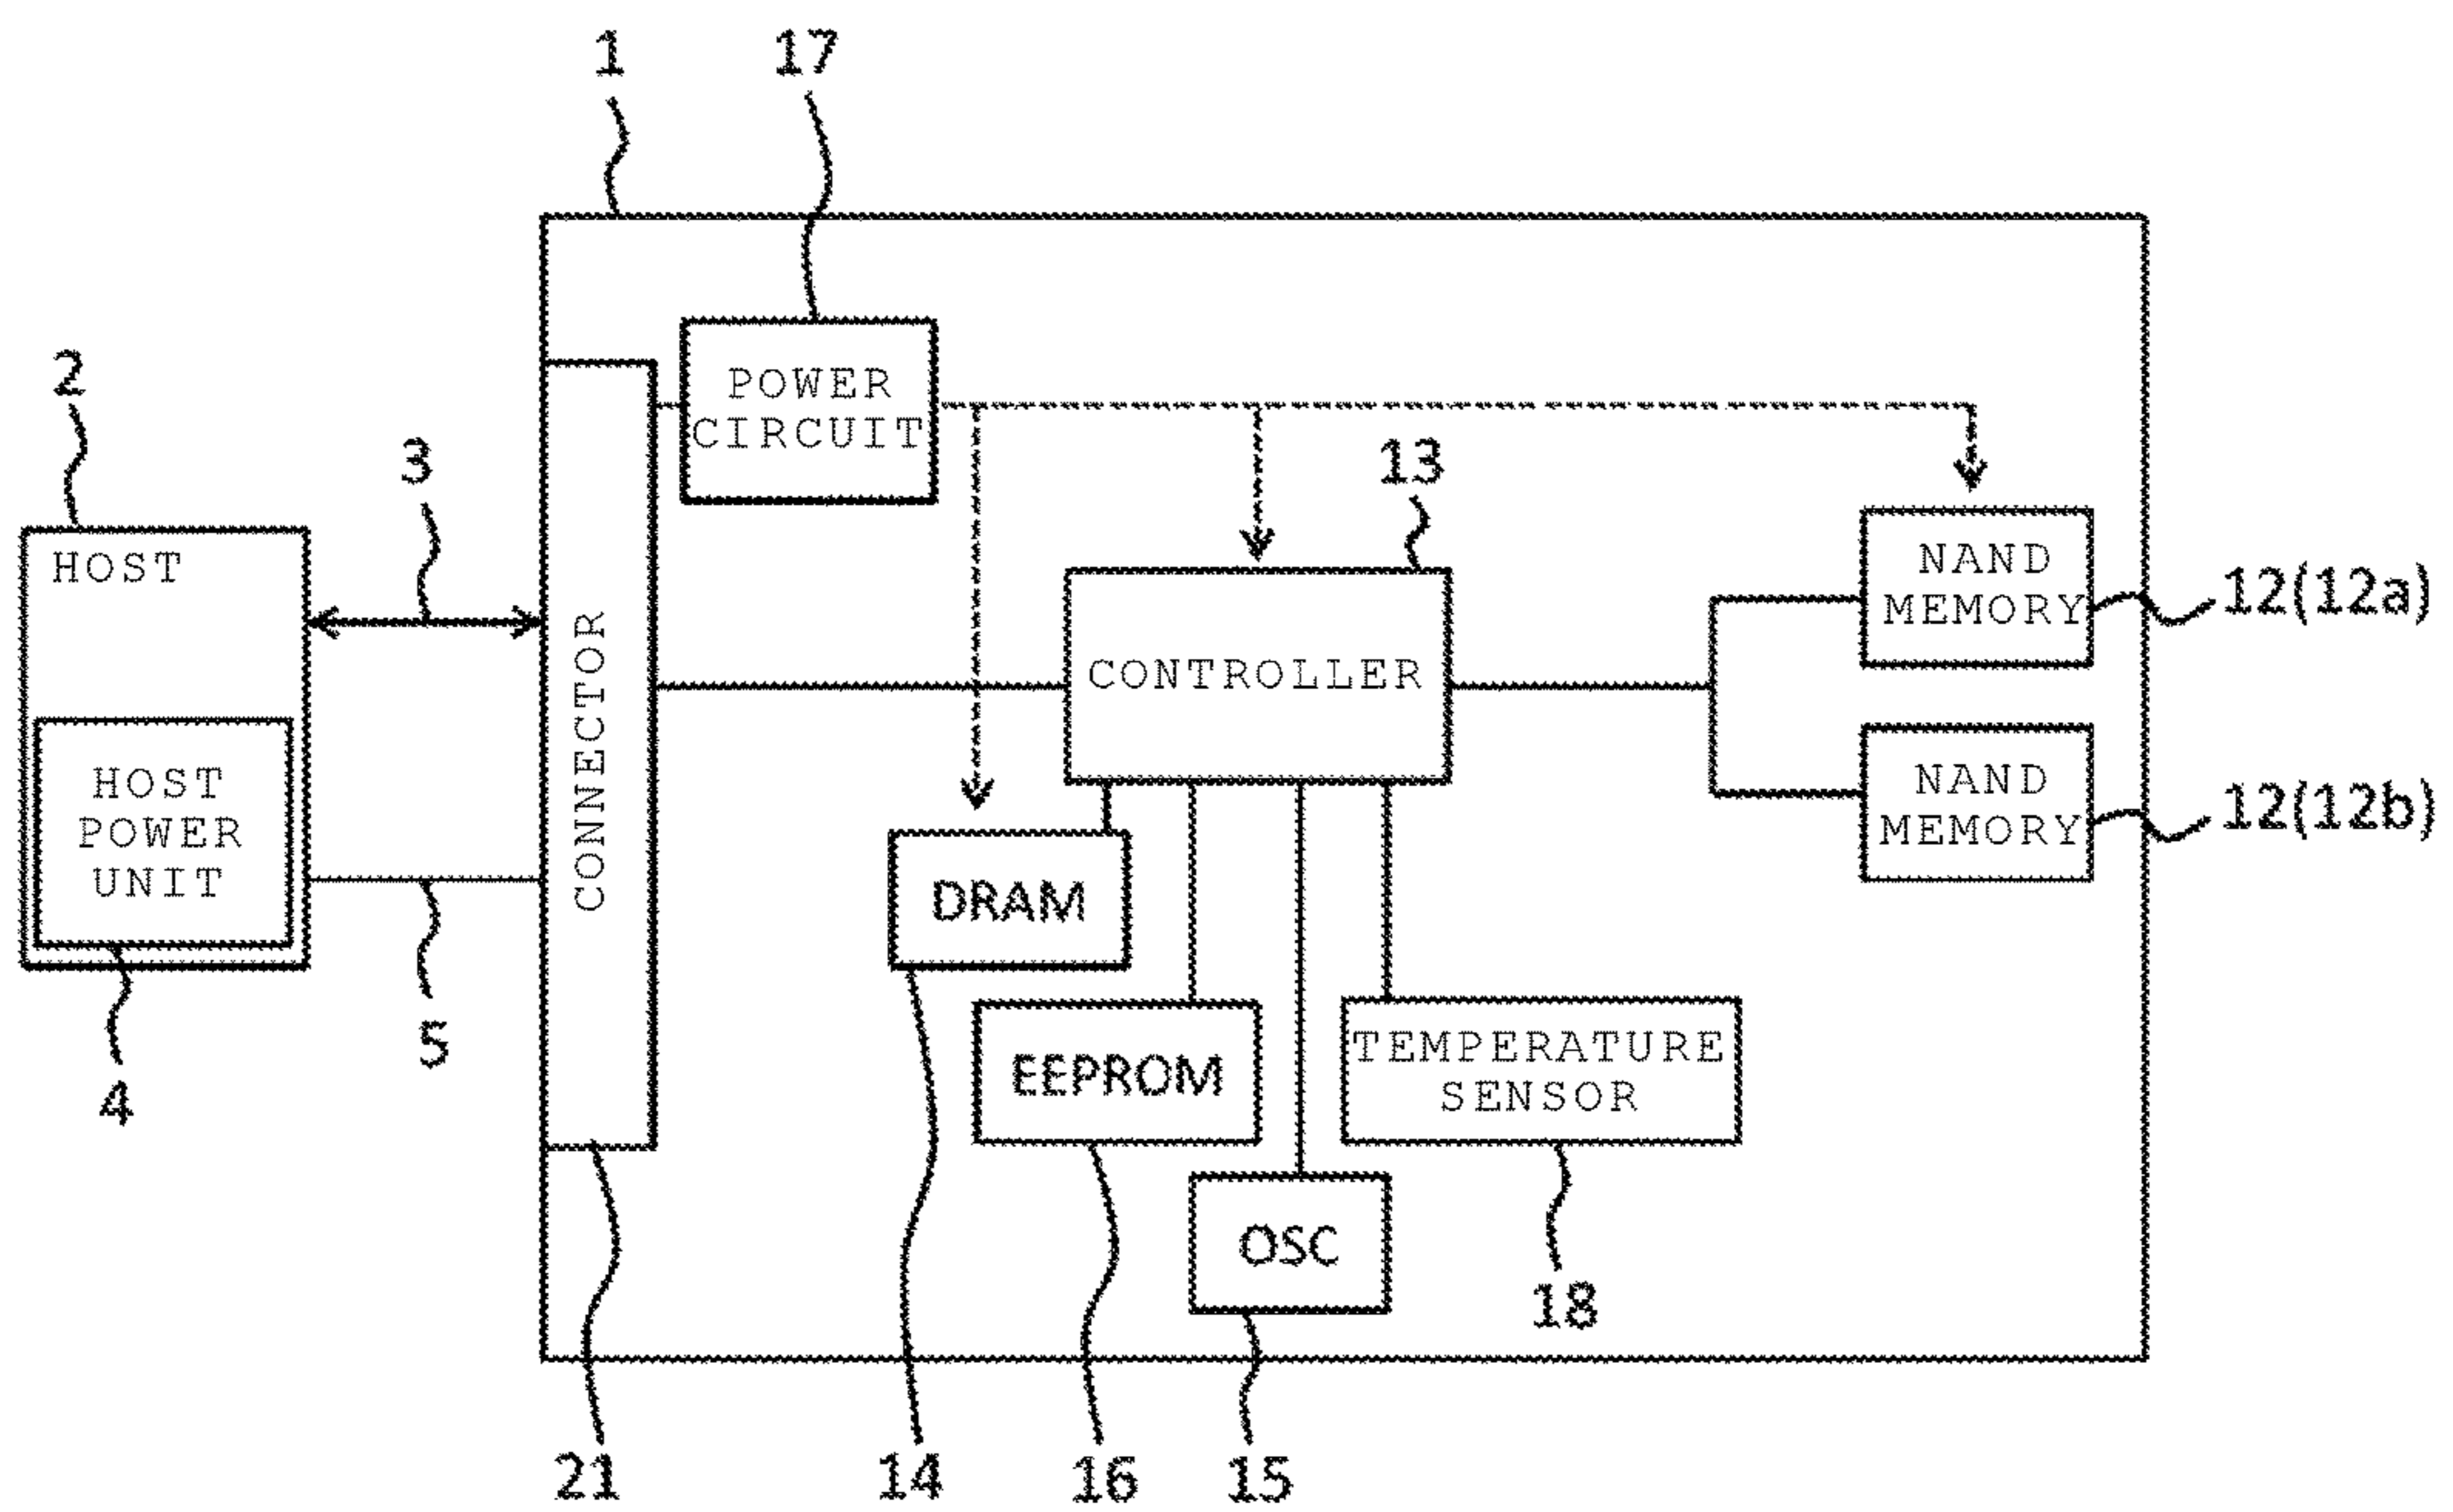 1
17
POWER
CIRCUIT
2
3
13
HOST
NAND
MEMORY
12(12a)
CONNECTOR
CONTROLLER
HOST
POWER
UNIT
NAND
MEMORY
12(12b)
DRAM
5
4
EEPROM
TEMPERATURE
SENSOR
OSC
18
21
14
16
15